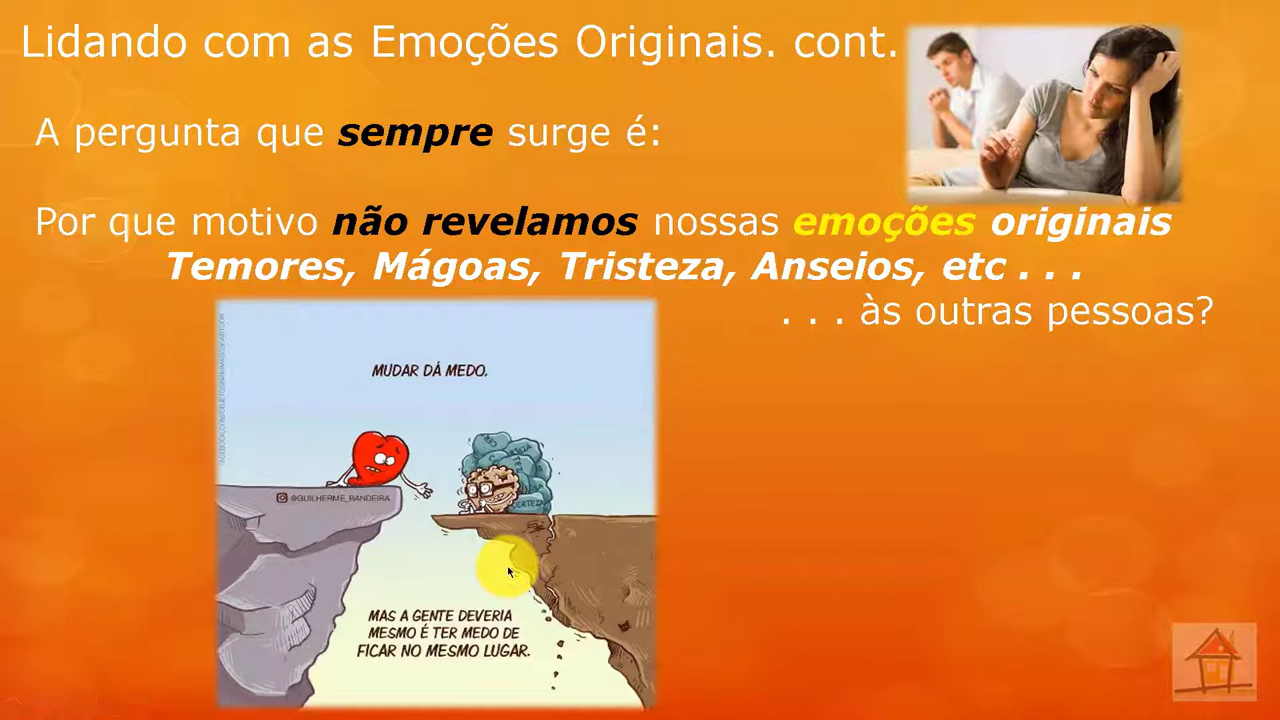 Lidando com as Emoções Originais. cont.
A pergunta que sempre surge é:
Por que motivo não revelamos nossas emoções originais
Temores, Mágoas, Tristeza, Anseios, etc . . .
. . . às outras pessoas?
MUDAR DÁ MEDO.
@GUILHERME_BANDEIRA
CERTEZA
MAS A GENTE DEVERIA
MESMO É TER MEDO DE
FICAR NO MESMO LUGAR.